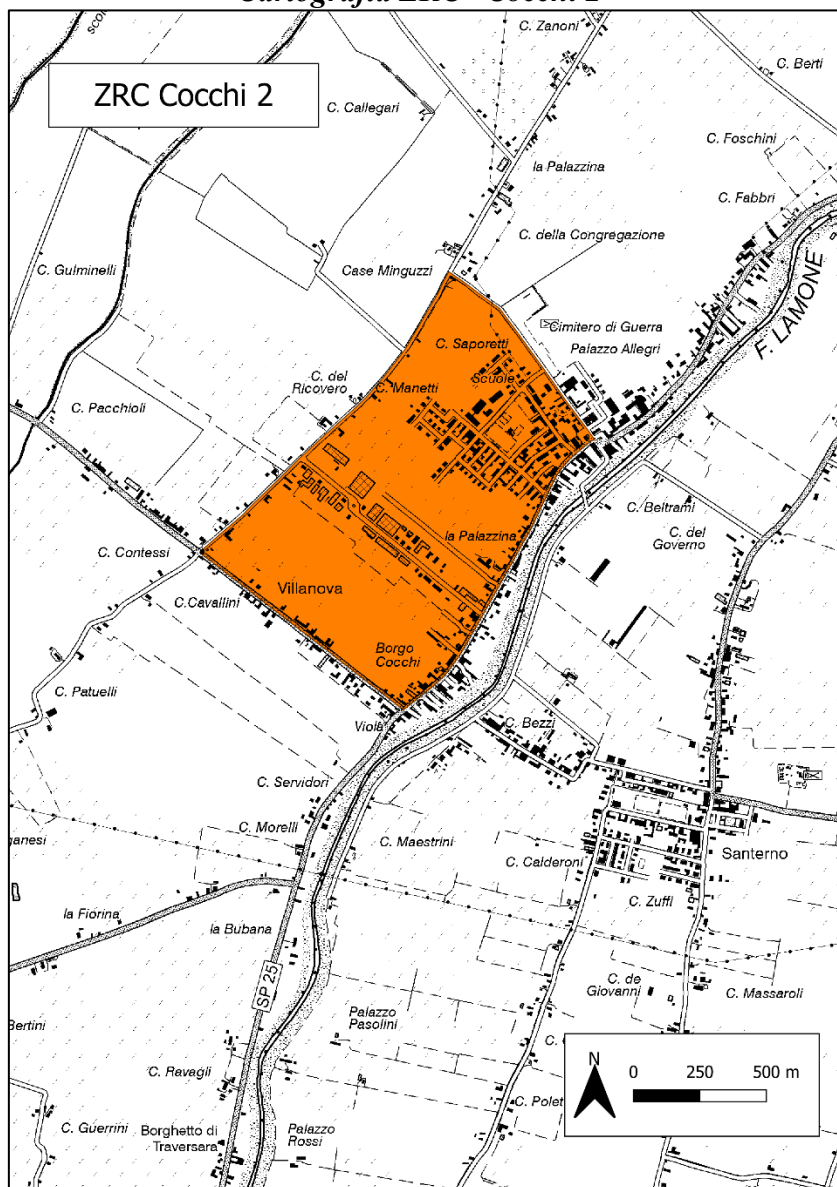 Cartografia ZRC "Cocchi 2"
C. Zanoni
ZRC Cocchi 2
C. Berti
C. Callegari
C. Foschini
la Palazzina
C. Fabbri
C. della Congregazione
C. Gulminelli
Case Minguzzi
F. LAMONE
Cimitero di Guerra
C. Saporetti
Palazzo Allegri
C. del
Ricovero
Scuole
C. Manetti
C. Pacchioli
C. Beltrami
la Palazzina
C. del
Governo
C. Contessi
Villanova
C.Cavallini
Borgo
Cocchi
C. Patuelli
Viola
C. Bezzi
C. Servidori
C. Morelli
C. Maestrini
ganesi
C. Calderoni
Santerno
C. Zuffi
la Fiorina
la Bubana
SP 25
C. de
Giovanni
C. Massaroli
Palazzo
Pasolini
Bertini
C.
N
0 250 500 m
C. Ravagli
C. Polet
C. Guerrini
Borghetto di
Traversara
Palazzo
Rossi